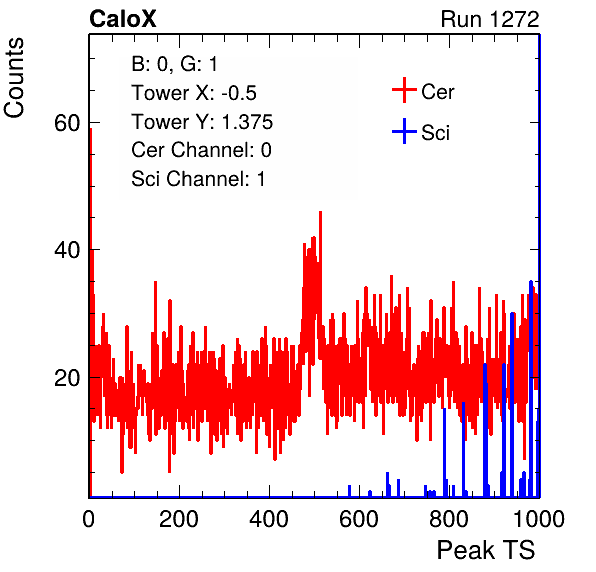 CaloX Run 1272
Counts
B: 0, G: 1
Tower X: -0.5
Tower Y: 1.375
Cer Channel: 0
Sci Channel: 1
Cer
Sci
60
40
20
0 200 400 600 800 1000
Peak TS